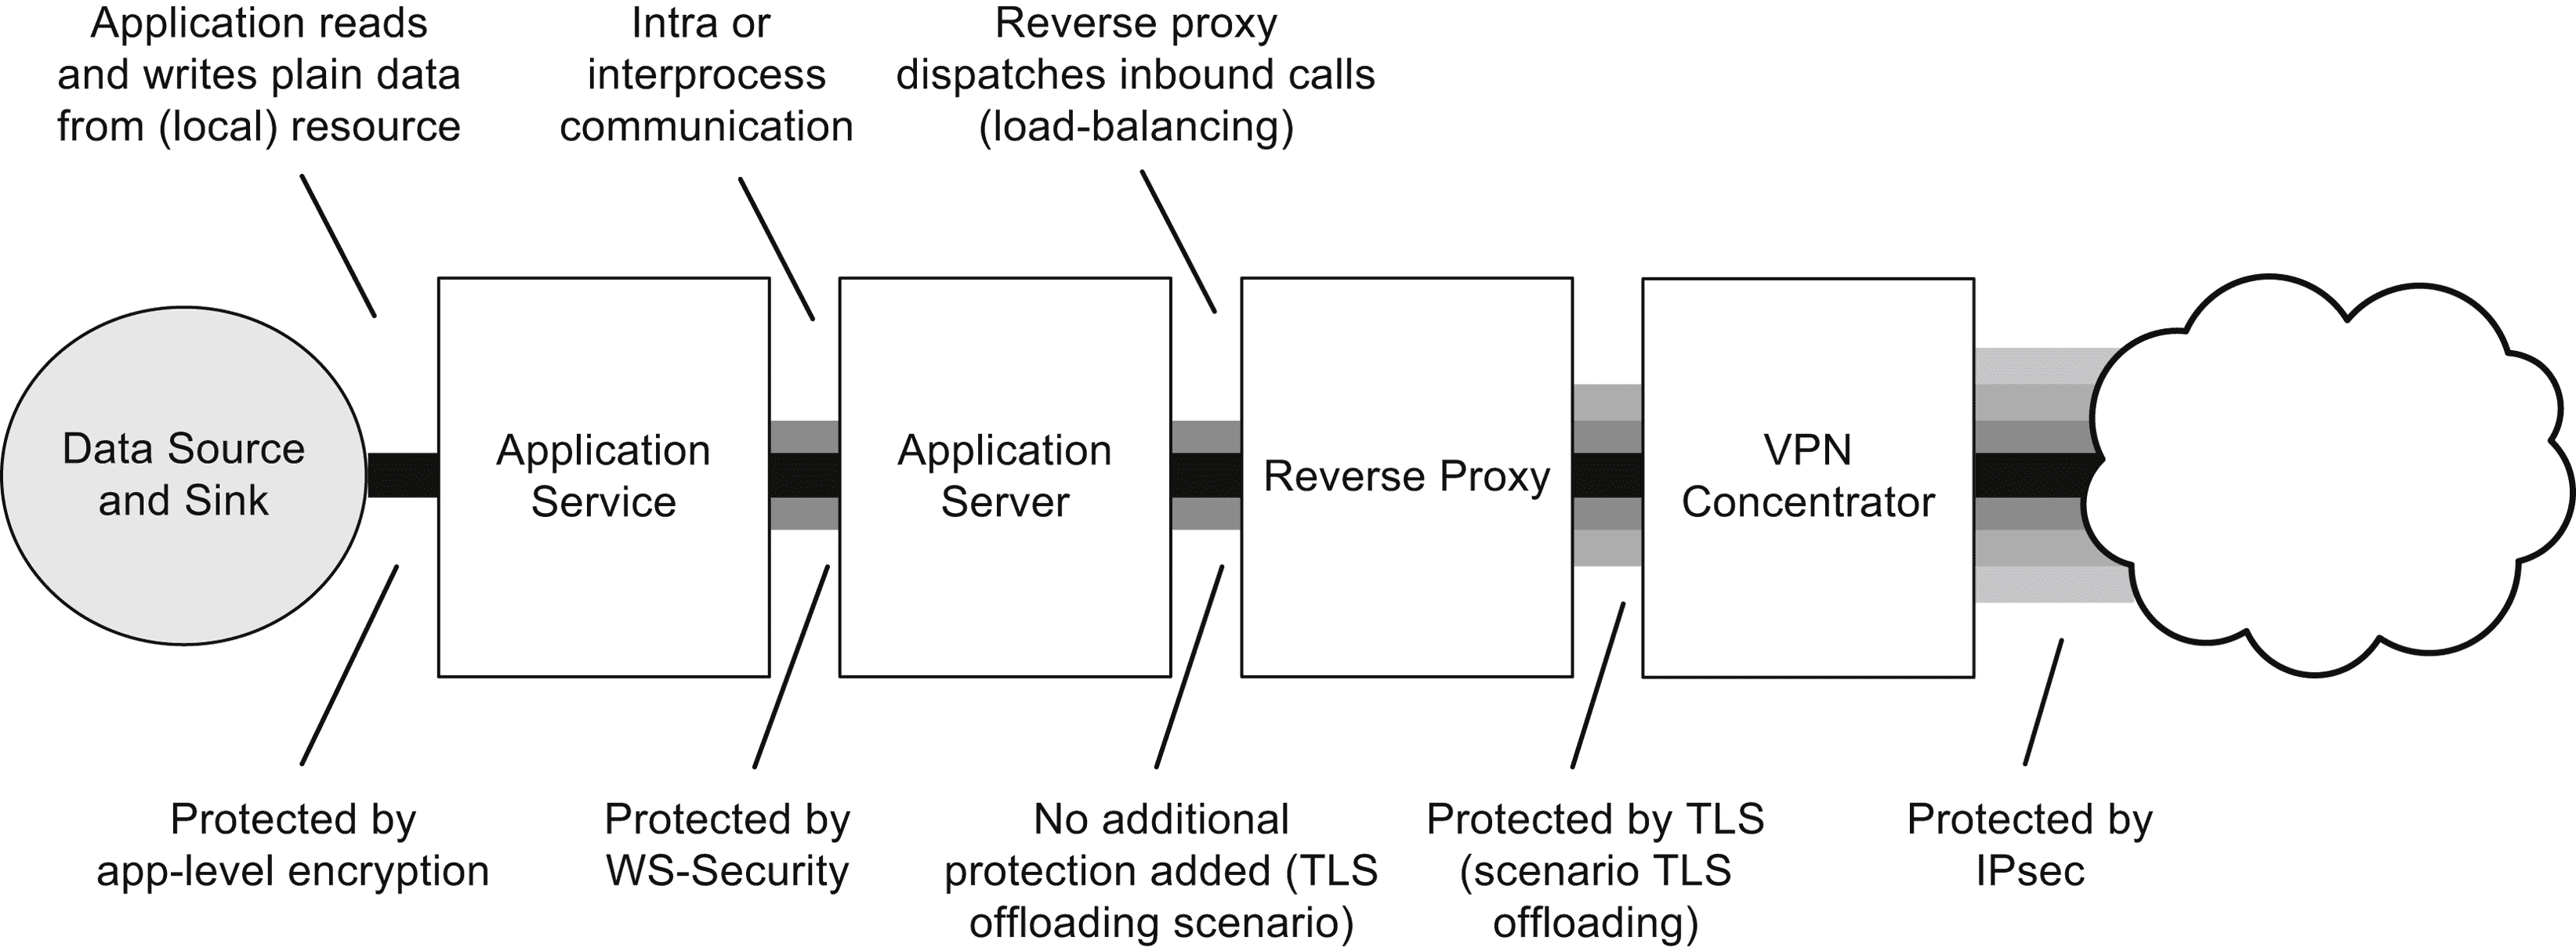 Application reads
and writes plain data
from (local) resource
Intra or
interprocess
communication
Reverse proxy
dispatches inbound calls
(load-balancing)
Data Source
and Sink
Application
Service
Application
Server
Reverse Proxy
VPN
Concentrator
Protected by
app-level encryption
Protected by
WS-Security
No additional
protection added (TLS
offloading scenario)
Protected by TLS
(scenario TLS
offloading)
Protected by
IPsec